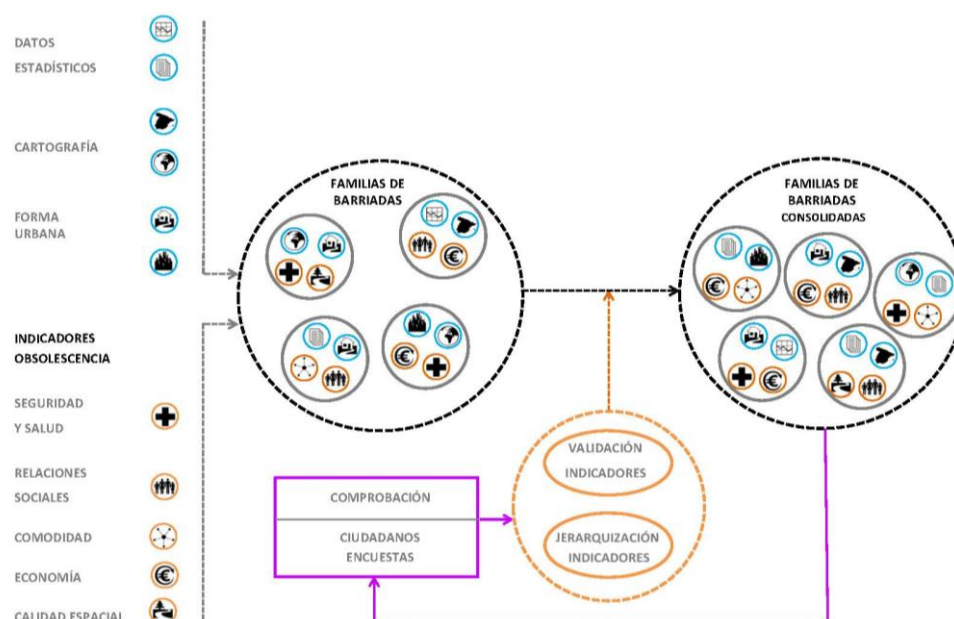 DATOS
ESTADÍSTICOS
CARTOGRAFÍA
FORMA
URBANA
INDICADORES
OBSOLESCENCIA
SEGURIDAD
Y SALUD
RELACIONES
SOCIALES
COMODIDAD
ECONOMÍA
CALIDAD ESPACIAL
FAMILIAS DE
BARRIADAS
FAMILIAS DE
BARRIADAS
CONSOLIDADAS
VALIDACIÓN
INDICADORES
JERARQUIZACIÓN
INDICADORES
COMPROBACIÓN
CIUDADANOS
ENCUESTAS